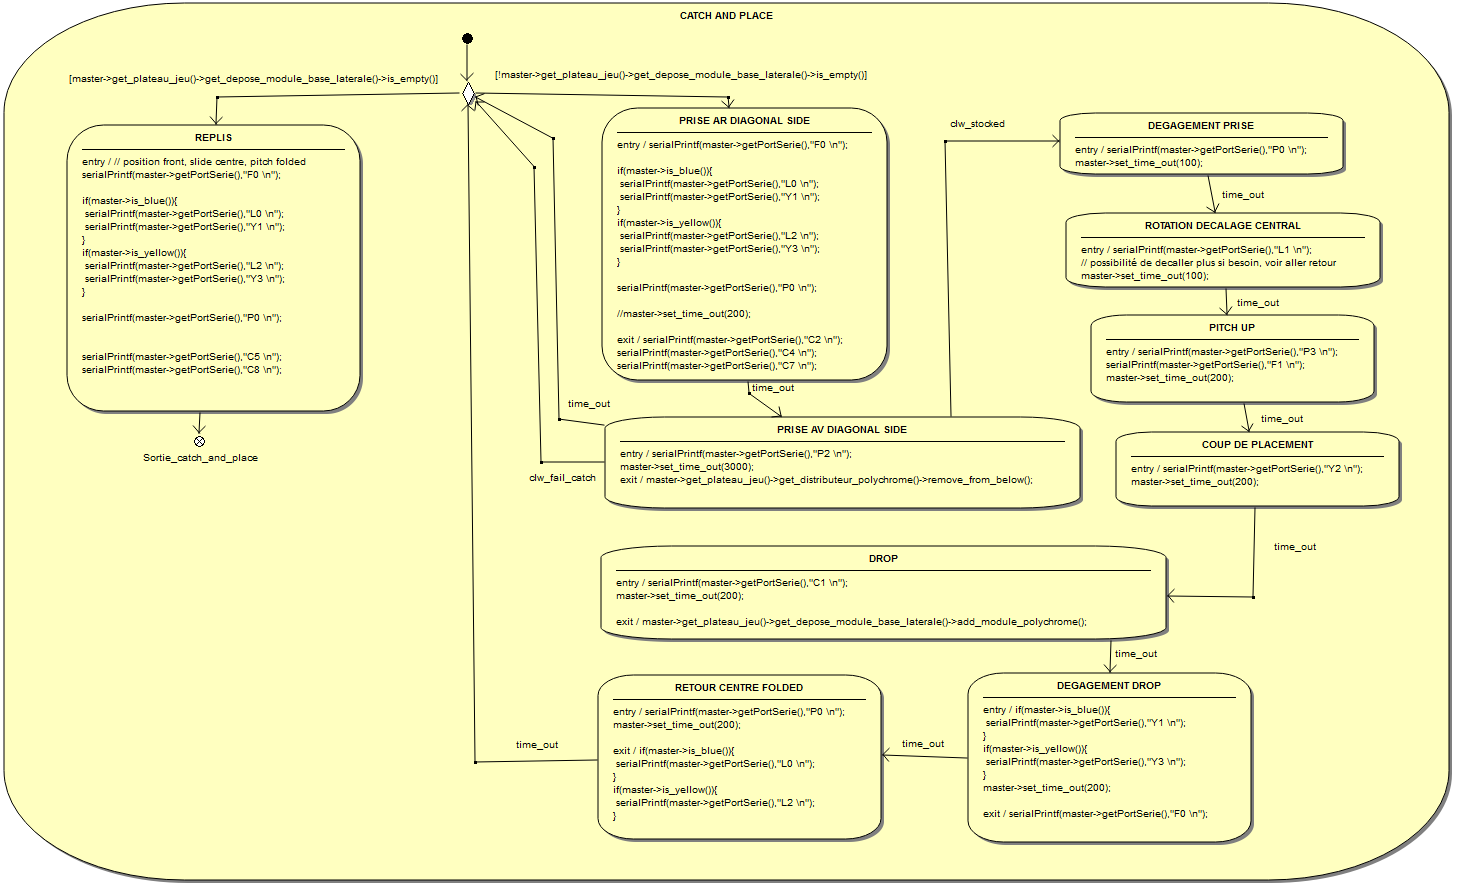 CATCH AND PLACE
[master->get_plateau_jeu()->get_depose_module_base_laterale()->is_empty()]
[!master->get_plateau_jeu()->get_depose_module_base_laterale()->is_empty()]
REPLIS
entry / // position front, slide centre, pitch folded
serialPrintf(master->getPortSerie(),"F0 \n");
if(master->is_blue()){
serialPrintf(master->getPortSerie(),"L0 \n");
serialPrintf(master->getPortSerie(),"Y1 \n");
}
if(master->is_yellow()){
serialPrintf(master->getPortSerie(),"L2 \n");
serialPrintf(master->getPortSerie(),"Y3 \n");
}
serialPrintf(master->getPortSerie(),"P0 \n");
serialPrintf(master->getPortSerie(),"C5 \n");
serialPrintf(master->getPortSerie(),"C8 \n");
Sortie_catch_and_place
PRISE AR DIAGONAL SIDE
entry / serialPrintf(master->getPortSerie(),"F0 \n");
if(master->is_blue()){
serialPrintf(master->getPortSerie(),"L0 \n");
serialPrintf(master->getPortSerie(),"Y1 \n");
}
if(master->is_yellow()){
serialPrintf(master->getPortSerie(),"L2 \n");
serialPrintf(master->getPortSerie(),"Y3 \n");
}
serialPrintf(master->getPortSerie(),"P0 \n");
//master->set_time_out(200);
exit / serialPrintf(master->getPortSerie(),"C2 \n");
serialPrintf(master->getPortSerie(),"C4 \n");
serialPrintf(master->getPortSerie(),"C7 \n");
time_out
time_out
PRISE AV DIAGONAL SIDE
entry / serialPrintf(master->getPortSerie(),"P2 \n");
master->set_time_out(3000);
exit / master->get_plateau_jeu()->get_distributeur_polychrome()->remove_from_below();
clw_fail_catch
clw_stocked
DEGAGEMENT PRISE
entry / serialPrintf(master->getPortSerie(),"P0 \n");
master->set_time_out(100);
time_out
ROTATION DECALAGE CENTRAL
entry / serialPrintf(master->getPortSerie(),"L1 \n");
// possibilité de decaller plus si besoin, voir aller retour
master->set_time_out(100);
time_out
PITCH UP
entry / serialPrintf(master->getPortSerie(),"P3 \n");
serialPrintf(master->getPortSerie(),"F1 \n");
master->set_time_out(200);
time_out
COUP DE PLACEMENT
entry / serialPrintf(master->getPortSerie(),"Y2 \n");
master->set_time_out(200);
time_out
DROP
entry / serialPrintf(master->getPortSerie(),"C1 \n");
master->set_time_out(200);
exit / master->get_plateau_jeu()->get_depose_module_base_laterale()->add_module_polychrome();
time_out
DEGAGEMENT DROP
entry / if(master->is_blue()){
serialPrintf(master->getPortSerie(),"Y1 \n");
}
if(master->is_yellow()){
serialPrintf(master->getPortSerie(),"Y3 \n");
}
master->set_time_out(200);
exit / serialPrintf(master->getPortSerie(),"F0 \n");
time_out
RETOUR CENTRE FOLDED
entry / serialPrintf(master->getPortSerie(),"P0 \n");
master->set_time_out(200);
exit / if(master->is_blue()){
serialPrintf(master->getPortSerie(),"L0 \n");
}
if(master->is_yellow()){
serialPrintf(master->getPortSerie(),"L2 \n");
}
time_out